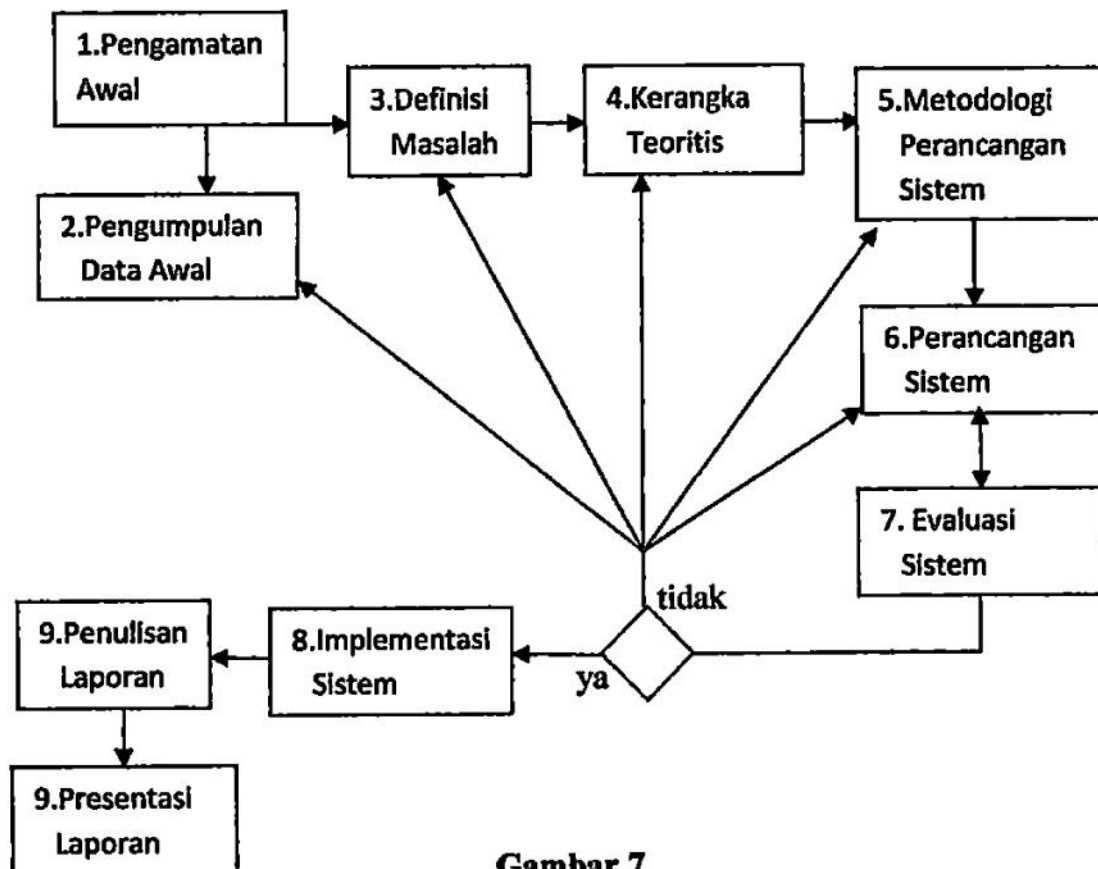 1.Pengamatan
Awal
2.Pengumpulan
Data Awal
3.Definisi
Masalah
4.Kerangka
Teoritis
5.Metodologi
Perancangan
Sistem
6.Perancangan
Sistem
7. Evaluasi
Sistem
tidak
ya
8.Implementasi
Sistem
9.Penulisan
Laporan
9.Presentasi
Laporan
Gambar 7